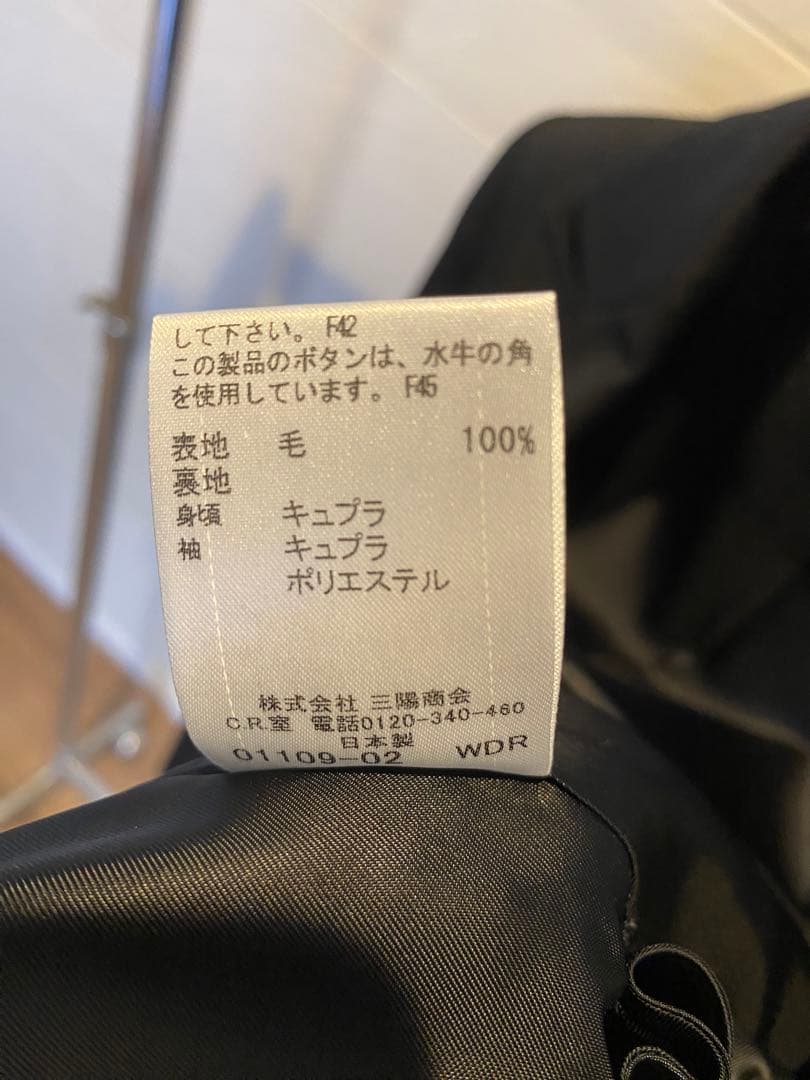 して下さい。 F42
この製品のボタンは、水牛の角
を使用しています。 F45
表地 毛 100%
裏地
身頃 キュプラ
袖 キュプラ
ポリエステル
株式会社 三陽商会
C.R.室 電話0120-340-460
日本製
01109-02 WDR